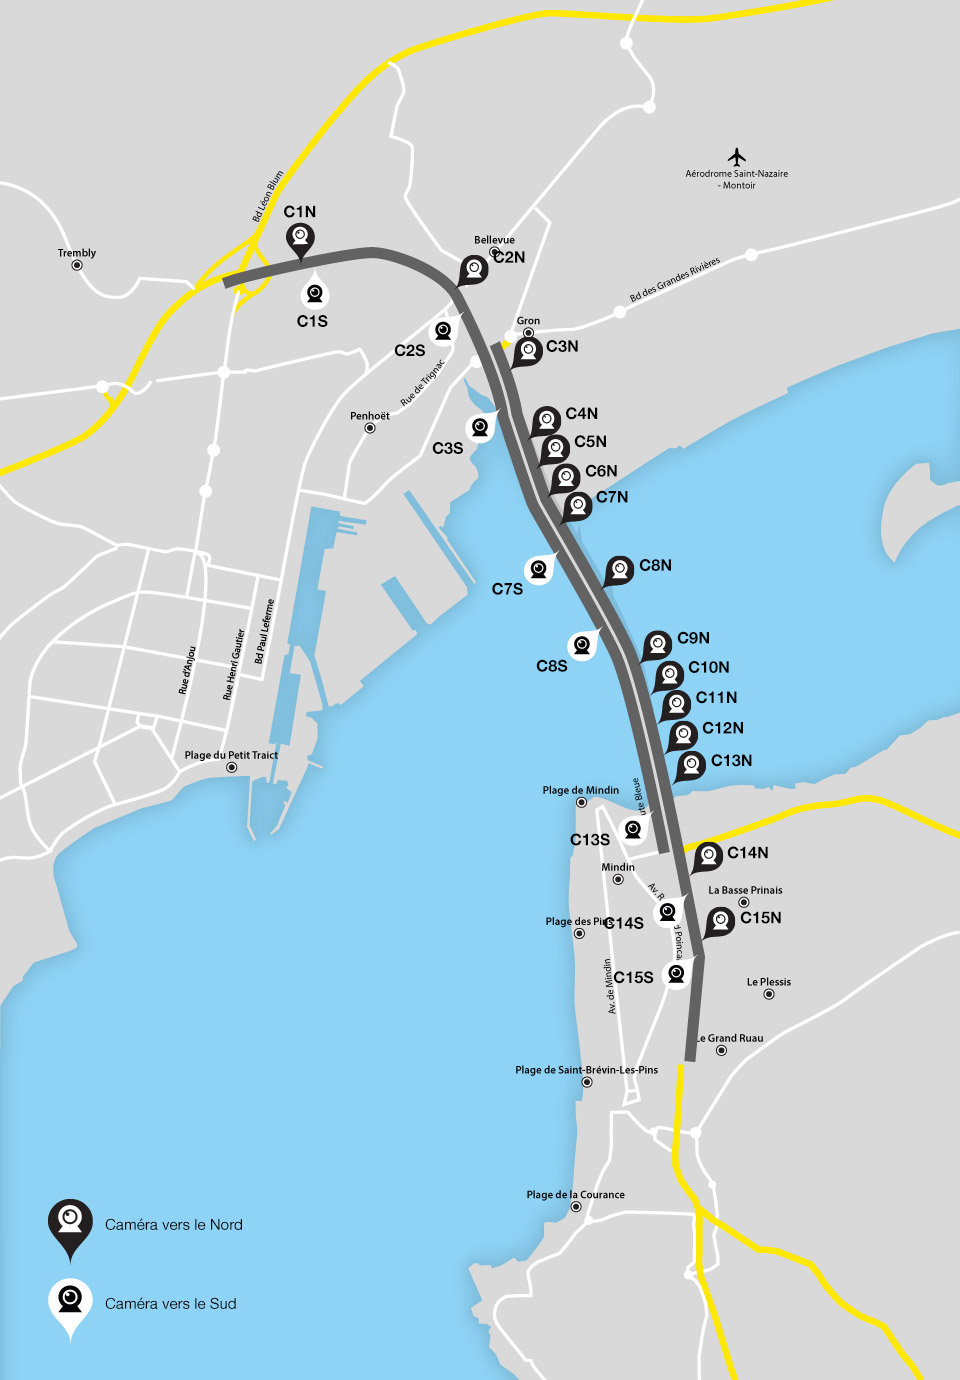 Aérodrome Saint-Nazaire
- Montoir
Bd Léon Blum
C1N
Trembly
Bellevue
C2N
Bd des Grandes Rivières
C1S
Gron
C2S
C3N
Rue de Trignac
Penhoët
C4N
C3S
C5N
C6N
C7N
C8N
C7S
Bd Paul Leferme
Rue Henri Gautier
Rue d'Anjou
C9N
C8S
C10N
C11N
C12N
Plage du Petit Traict
C13N
Plage de Mindin
ute Bleue
C13S
C14N
Mindin
La Basse Prinais
Av. R
C15N
Plage des Pins
C14S
d Poinca
C15S
Av. de Mindin
Le Plessis
Le Grand Ruau
Plage de Saint-Brévin-Les-Pins
Plage de la Courance
Caméra vers le Nord
Caméra vers le Sud